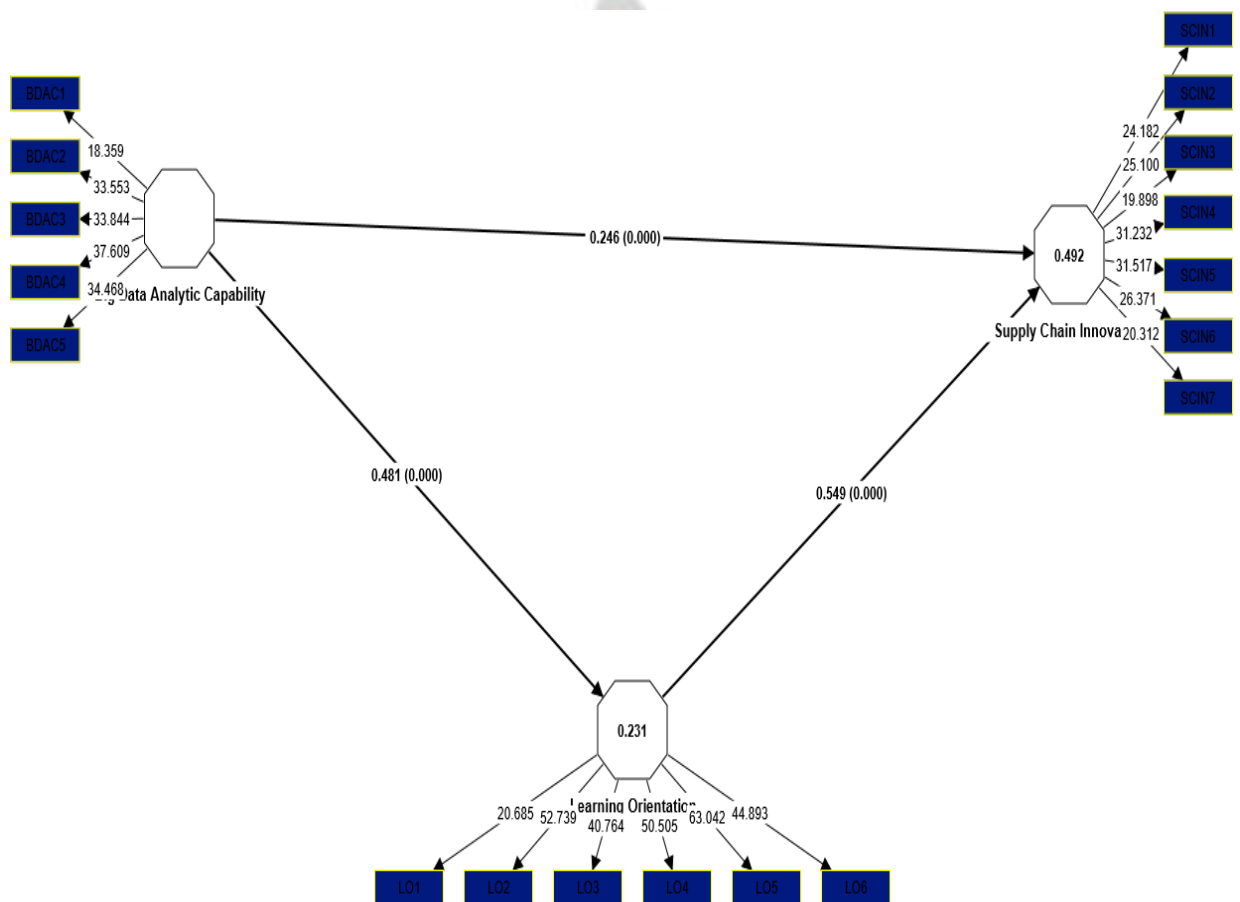 SCIN1
BDAC1
SCIN2
24.182
18.359
BDAC2
25.100
SCIN3
33.553
19.898
BDAC3
33.844
0.246 (0.000)
SCIN4
31.232
37.609
0.492
31.517
SCIN5
BDAC4
34.468
Data Analytic Capability
26.371
Supply Chain Innova
20.312
SCIN6
BDAC5
SCIN7
0.481 (0.000)
0.549 (0.000)
0.231
Learning Orientation
20.685
52.739
40.764
50.505
63.042
44.893
LO1
LO2
LO3
LO4
LO5
LO6